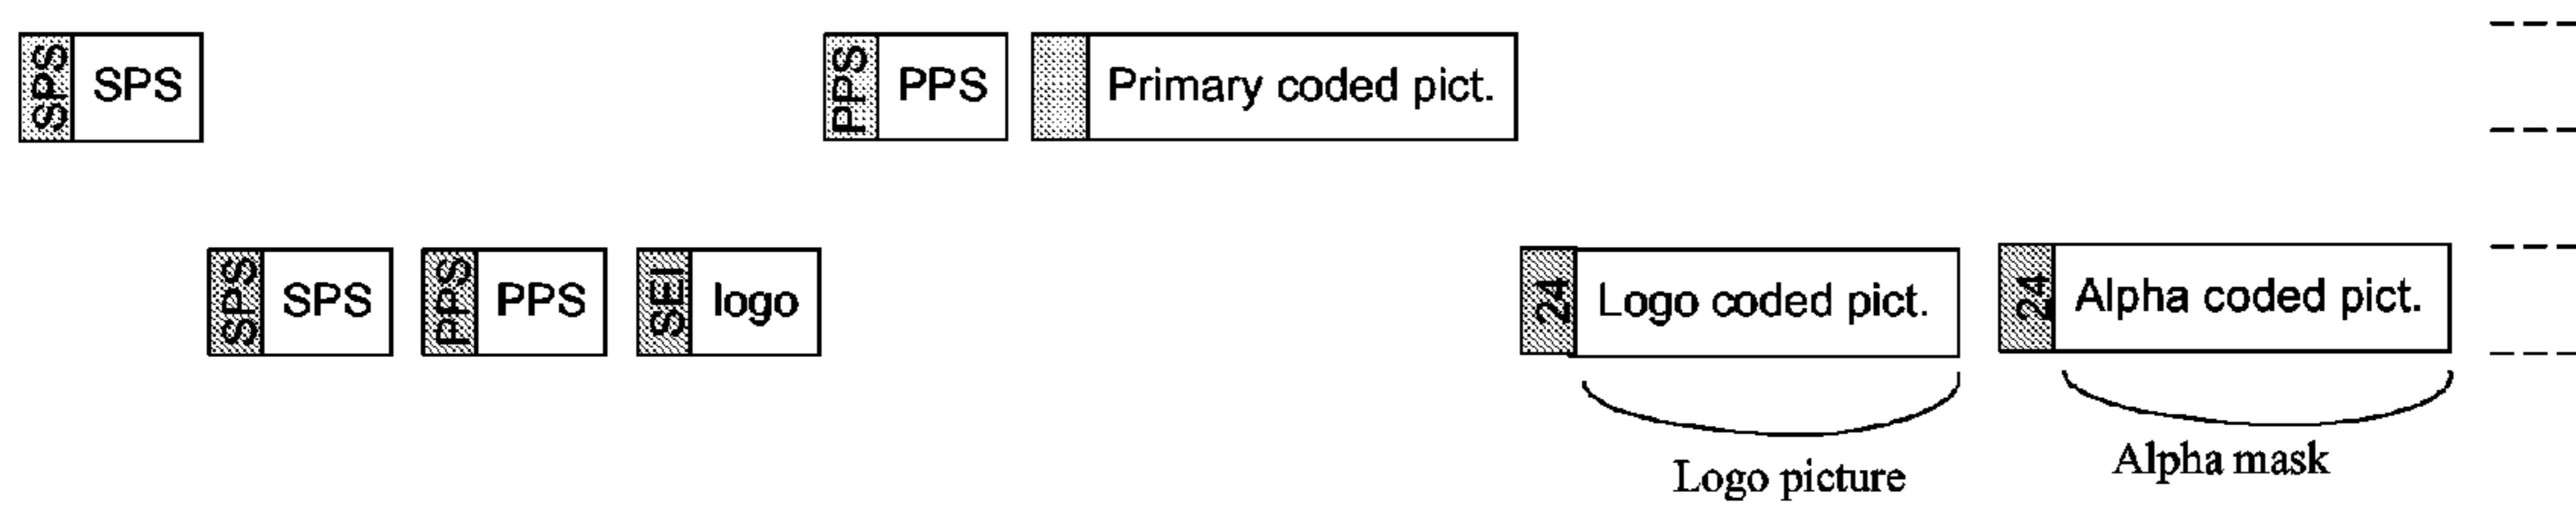 SPS SPS PPS PPS Primary coded pict.
SPS SPS PPS PPS SEI logo 24 Logo coded pict. 24 Alpha coded pict.
Logo picture Alpha mask